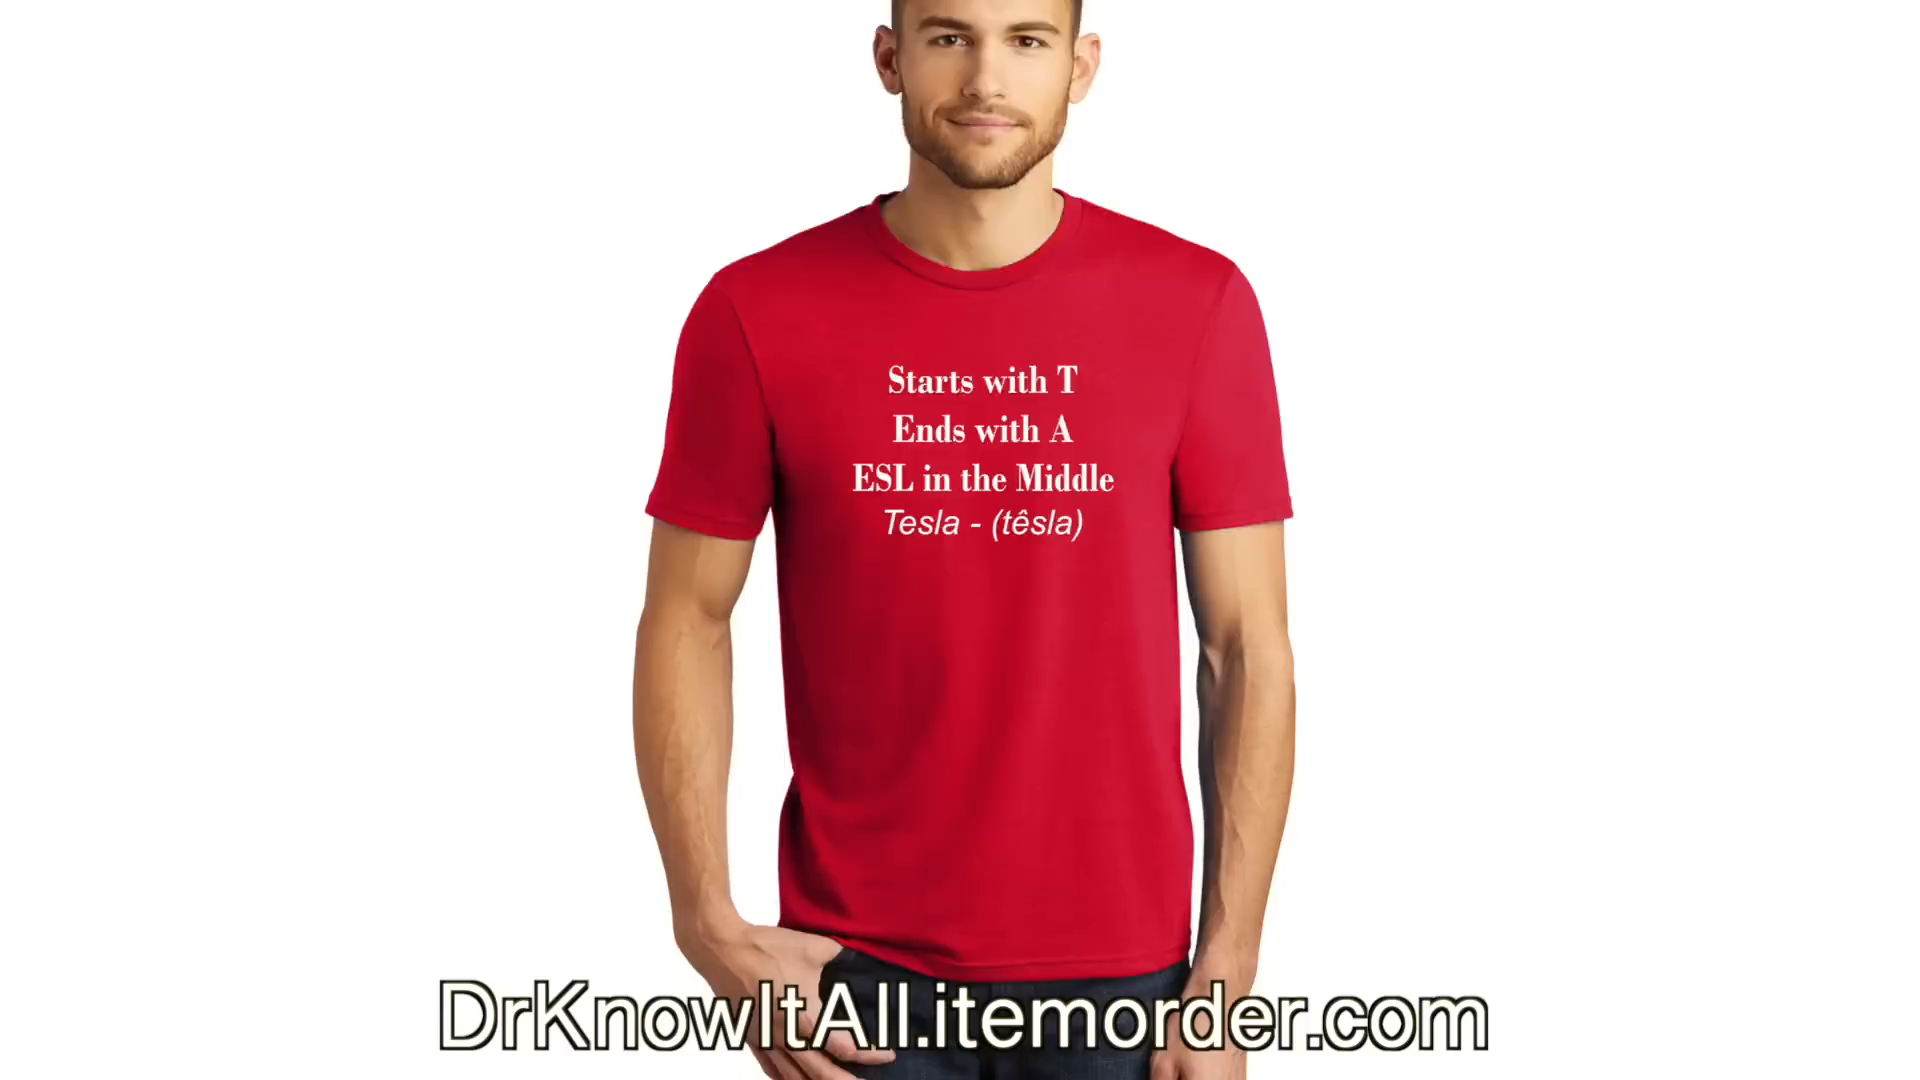 Starts with T
Ends with A
ESL in the Middle
Tesla - (têsla)
DrKnowItAll.itemorder.com